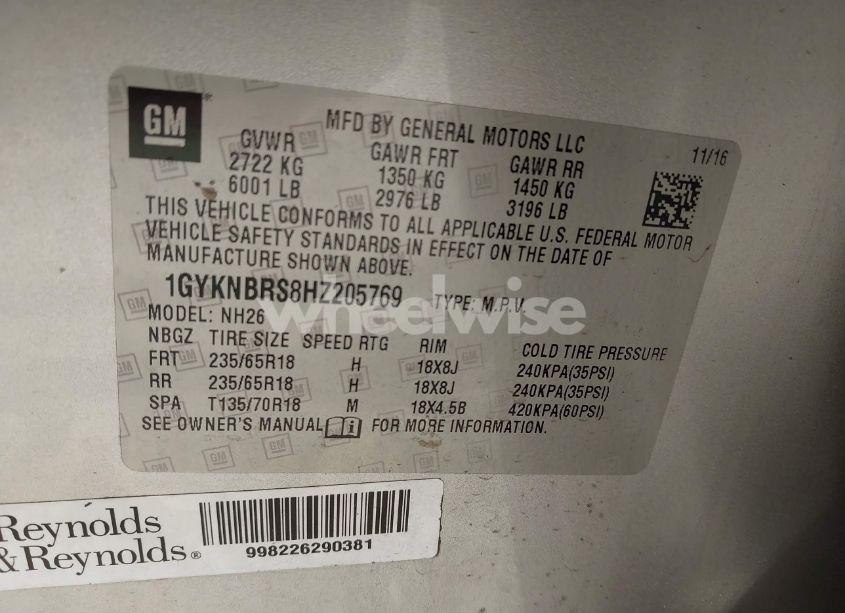 GM
MFD BY GENERAL MOTORS LLC
GVWR GAWR FRT GAWR RR 11/16
2722 KG 1350 KG 1450 KG
6001 LB 2976 LB 3196 LB
THIS VEHICLE CONFORMS TO ALL APPLICABLE U.S. FEDERAL MOTOR
VEHICLE SAFETY STANDARDS IN EFFECT ON THE DATE OF
MANUFACTURE SHOWN ABOVE.
1GYKNBRS8HZ205769 TYPE: M.P.V.
wheelwise
MODEL: NH26
NBGZ TIRE SIZE SPEED RTG RIM COLD TIRE PRESSURE
FRT 235/65R18 H 18X8J 240KPA(35PSI)
RR 235/65R18 H 18X8J 240KPA(35PSI)
SPA T135/70R18 M 18X4.5B 420KPA(60PSI)
SEE OWNER'S MANUAL FOR MORE INFORMATION.
Reynolds
&Reynolds®
998226290381